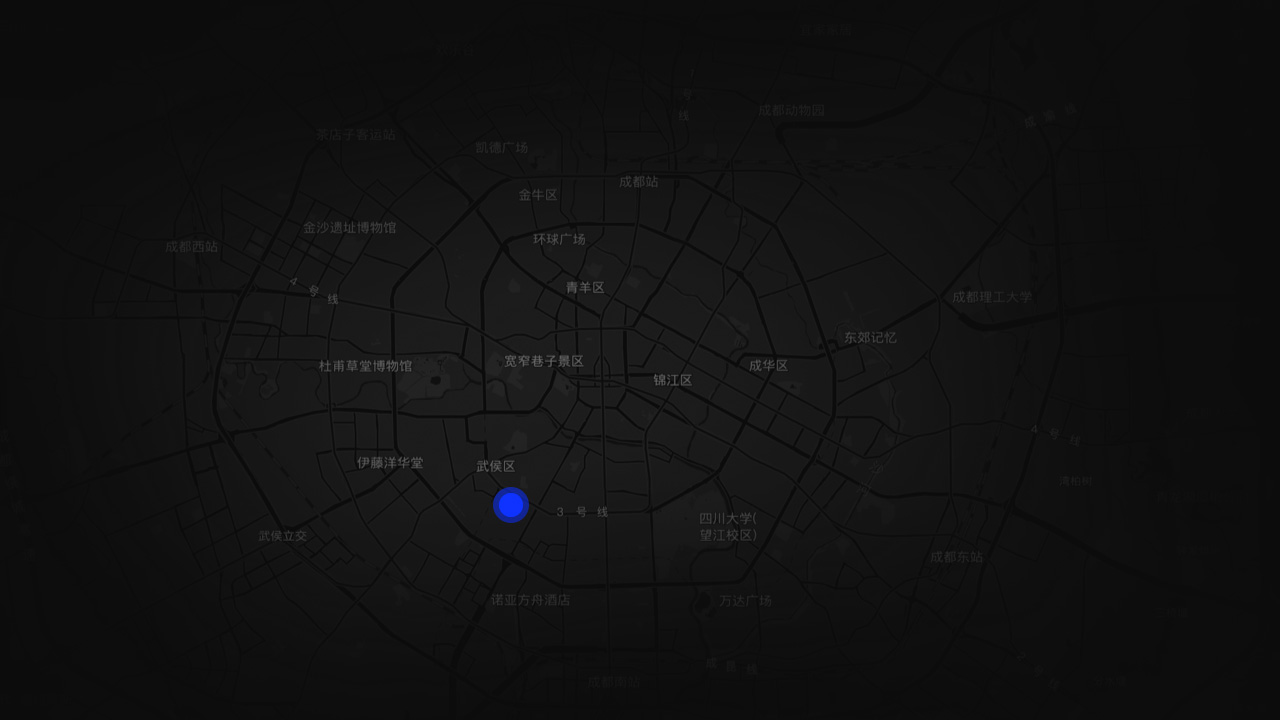 成都动物园
号
线
茶店子客运站
凯德广场
成都站
金牛区
金沙遗址博物馆
环球广场
成都西站
青羊区
4 号 线
成都理工大学
东郊记忆
杜甫草堂博物馆
宽窄巷子景区
成华区
锦江区
4 号 线
伊藤洋华堂
武侯区
3 号 线
四川大学(
望江校区)
武侯立交
成都东站
诺亚方舟酒店
万达广场
成都南站